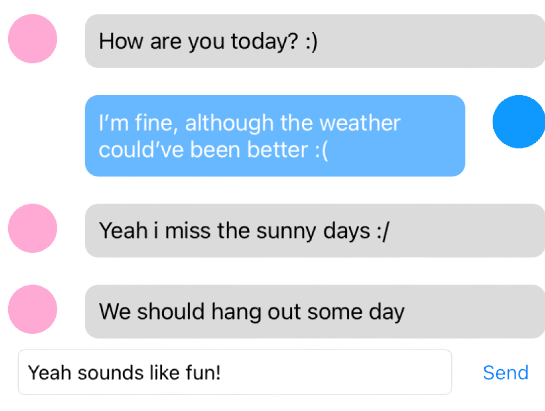 How are you today? :)
I’m fine, although the weather
could’ve been better :(
Yeah i miss the sunny days :/
We should hang out some day
Yeah sounds like fun!
Send